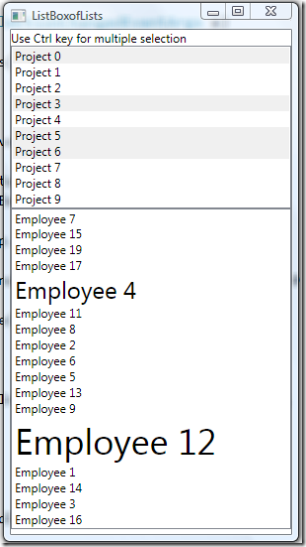 ListBoxofLists
Use Ctrl key for multiple selection
Project 0
Project 1
Project 2
Project 3
Project 4
Project 5
Project 6
Project 7
Project 8
Project 9
Employee 7
Employee 15
Employee 19
Employee 17
Employee 4
Employee 11
Employee 8
Employee 2
Employee 6
Employee 5
Employee 13
Employee 9
Employee 12
Employee 1
Employee 14
Employee 3
Employee 16